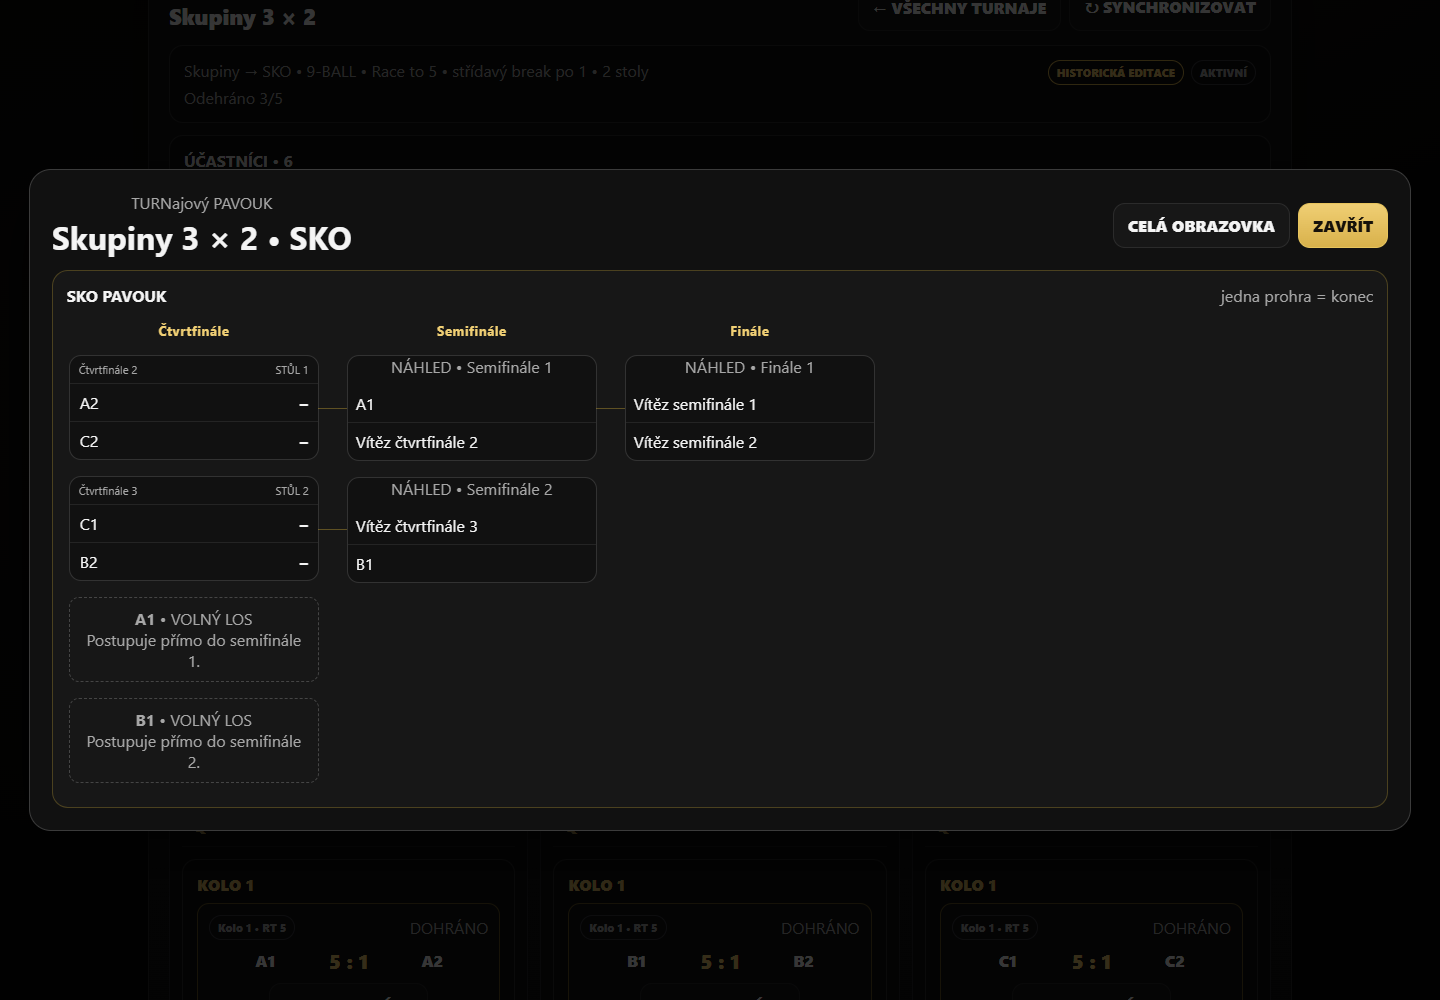 Skupiny 3 × 2
← VŠECHNY TURNAJE
↻ SYNCHRONIZOVAT
Skupiny → SKO • 9-BALL • Race to 5 • střídavý break po 1 • 2 stoly
HISTORICKÁ EDITACE
AKTIVNÍ
Odehráno 3/5
ÚČASTNÍCI • 6
TURNajový PAVOUK
Skupiny 3 × 2 • SKO
CELÁ OBRAZOVKA
ZAVŘÍT
SKO PAVOUK
jedna prohra = konec
Čtvrtfinále
Semifinále
Finále
Čtvrtfinále 2
STŮL 1
A2 –
C2 –
NÁHLED • Semifinále 1
A1
Vítěz čtvrtfinále 2
NÁHLED • Finále 1
Vítěz semifinále 1
Vítěz semifinále 2
Čtvrtfinále 3
STŮL 2
C1 –
B2 –
NÁHLED • Semifinále 2
Vítěz čtvrtfinále 3
B1
A1 • VOLNÝ LOS
Postupuje přímo do semifinále
1.
B1 • VOLNÝ LOS
Postupuje přímo do semifinále
2.
KOLO 1
KOLO 1
KOLO 1
Kolo 1 • RT 5
DOHRÁNO
Kolo 1 • RT 5
DOHRÁNO
Kolo 1 • RT 5
DOHRÁNO
A1 5 : 1 A2
B1 5 : 1 B2
C1 5 : 1 C2